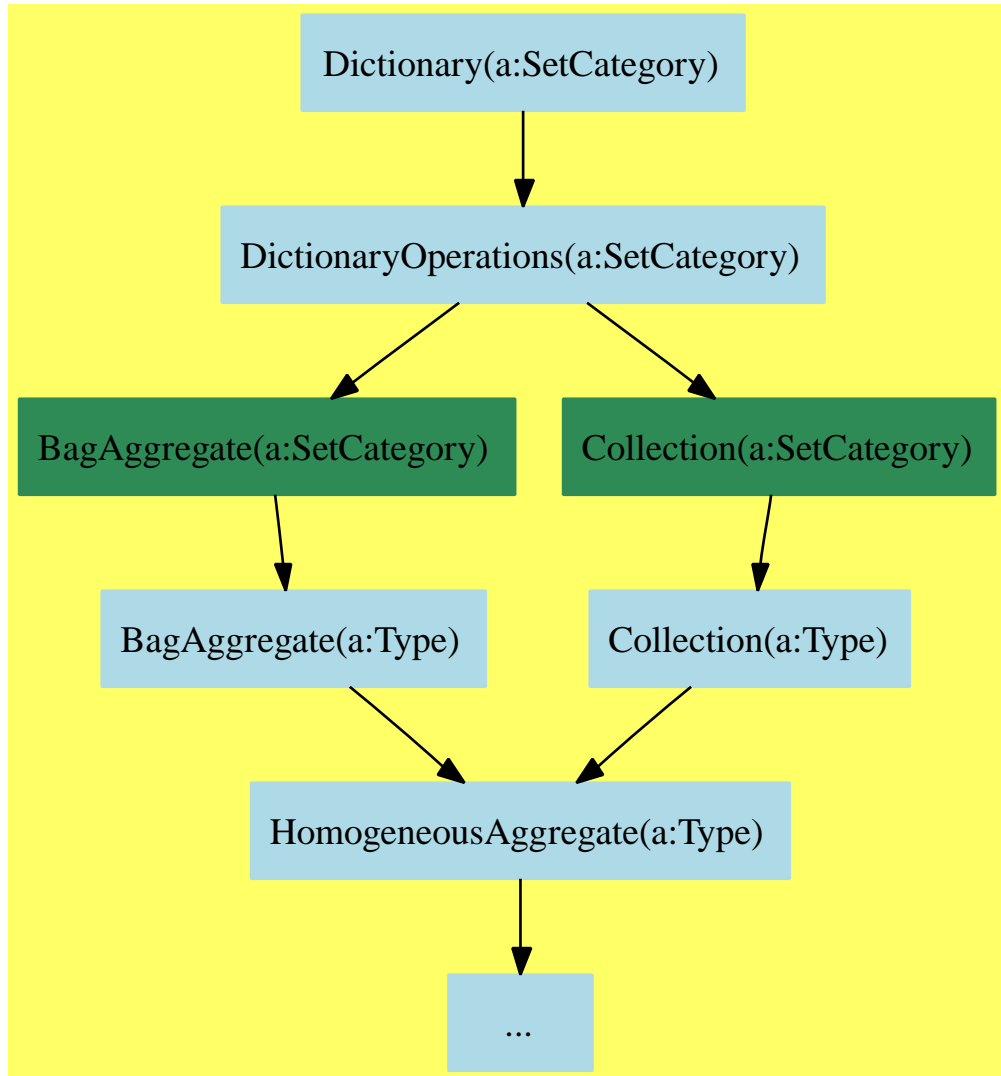 Dictionary(a:SetCategory)
DictionaryOperations(a:SetCategory)
BagAggregate(a:SetCategory)
Collection(a:SetCategory)
BagAggregate(a:Type)
Collection(a:Type)
HomogeneousAggregate(a:Type)
...